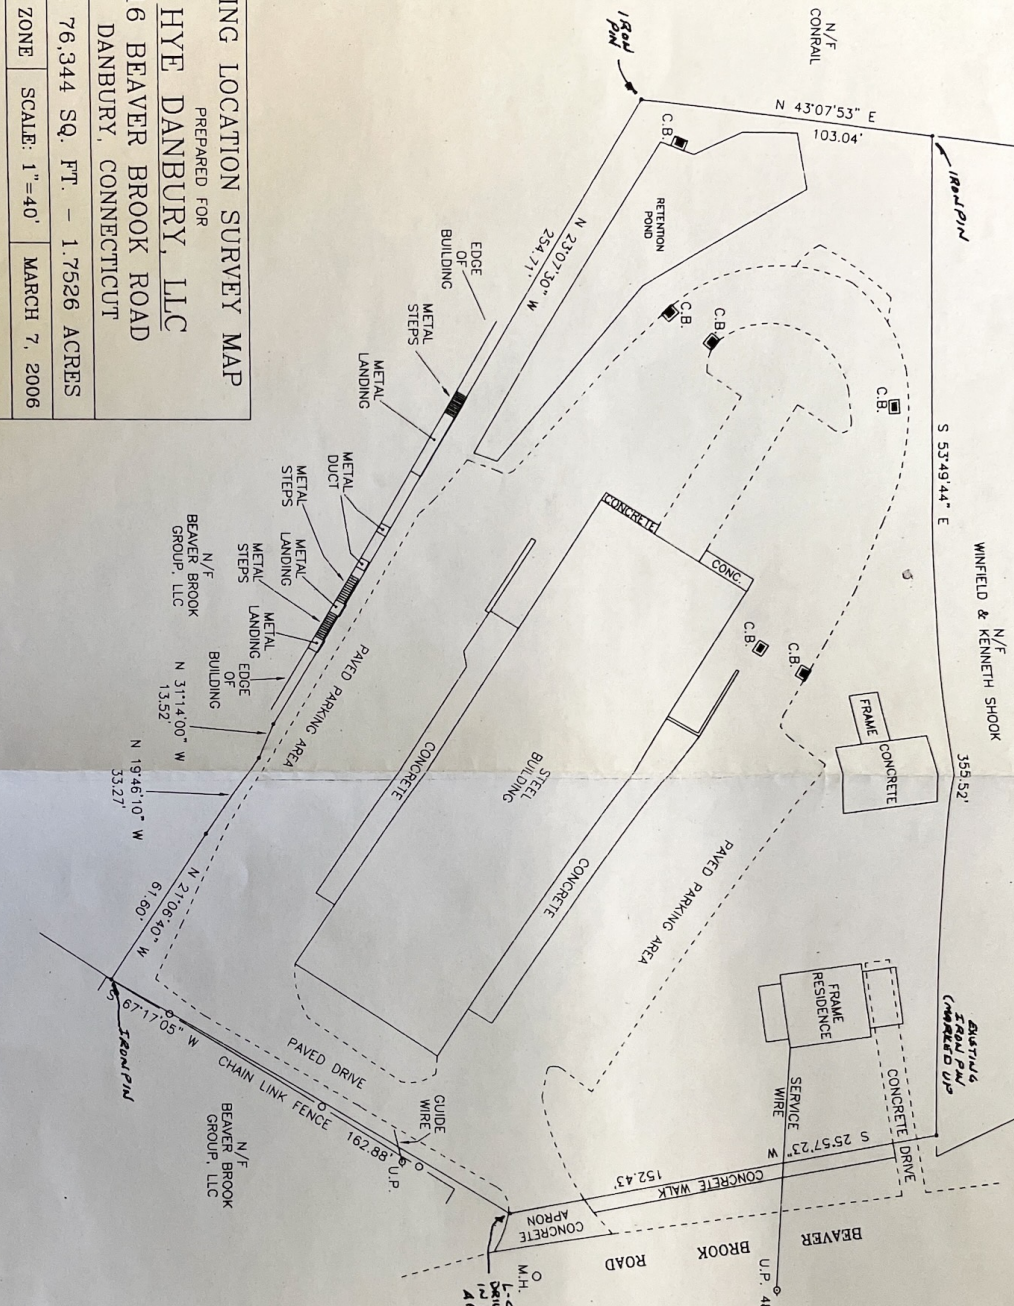 ING LOCATION SURVEY MAP
PREPARED FOR
HYE DANBURY, LLC
6 BEAVER BROOK ROAD
DANBURY, CONNECTICUT
76,344 SQ. FT. - 1.7526 ACRES
ZONE
SCALE: 1"=40'
MARCH 7, 2006
N/F
CONRAIL
IRON
PIN
N 43°07'53" E
103.04'
IRON PIN
C.B.
RETENTION
POND
N 23°07'30" W
254.71'
EDGE
OF
BUILDING
METAL
STEPS
METAL
LANDING
C.B.
C.B.
C.B.
S 53°49'44" E
355.52'
N/F
WINFIELD & KENNETH SHOOK
METAL
DUCT
METAL
STEPS
METAL
LANDING
METAL
STEPS
METAL
LANDING
EDGE
OF
BUILDING
N/F
BEAVER BROOK
GROUP, LLC
N 31°14'00" W
13.52'
N 19°46'10" W
33.27'
N 21°06'40" W
61.60'
PAVED PARKING AREA
CONCRETE
CONC.
CONCRETE
STEEL
BUILDING
CONCRETE
C.B.
C.B.
FRAME
CONCRETE
PAVED PARKING AREA
FRAME
RESIDENCE
EXISTING
IRON PIN
(MARKED UP
CONCRETE DRIVE
SERVICE
WIRE
S 25°57'23" W
152.43'
CONCRETE WALK
CONCRETE
APRON
BEAVER
BROOK
ROAD
U.P.
M.H.
S 67°17'05" W
IRON PIN
CHAIN LINK FENCE
162.88'
U.P.
PAVED DRIVE
GUIDE
WIRE
N/F
BEAVER BROOK
GROUP, LLC
IN